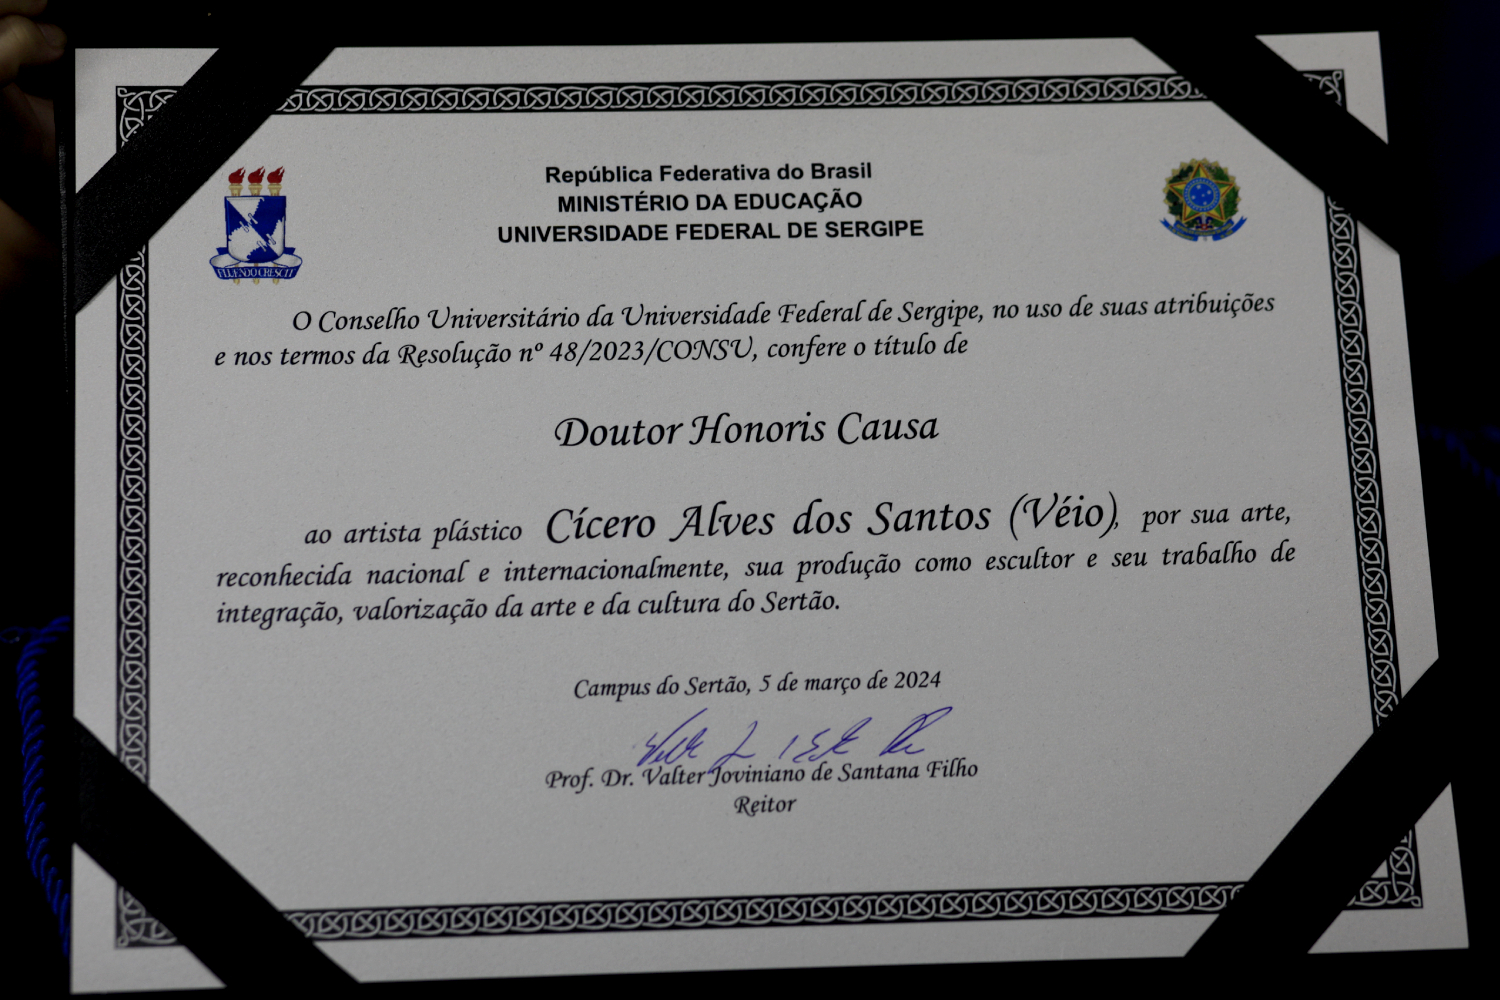 República Federativa do Brasil
MINISTÉRIO DA EDUCAÇÃO
UNIVERSIDADE FEDERAL DE SERGIPE
O Conselho Universitário da Universidade Federal de Sergipe, no uso de suas atribuições
e nos termos da Resolução nº 48/2023/CONSU, confere o título de
Doutor Honoris Causa
ao artista plástico Cícero Alves dos Santos (Véio), por sua arte,
reconhecida nacional e internacionalmente, sua produção como escultor e seu trabalho de
integração, valorização da arte e da cultura do Sertão.
Campus do Sertão, 5 de março de 2024
Prof. Dr. Valter Joviniano de Santana Filho
Reitor